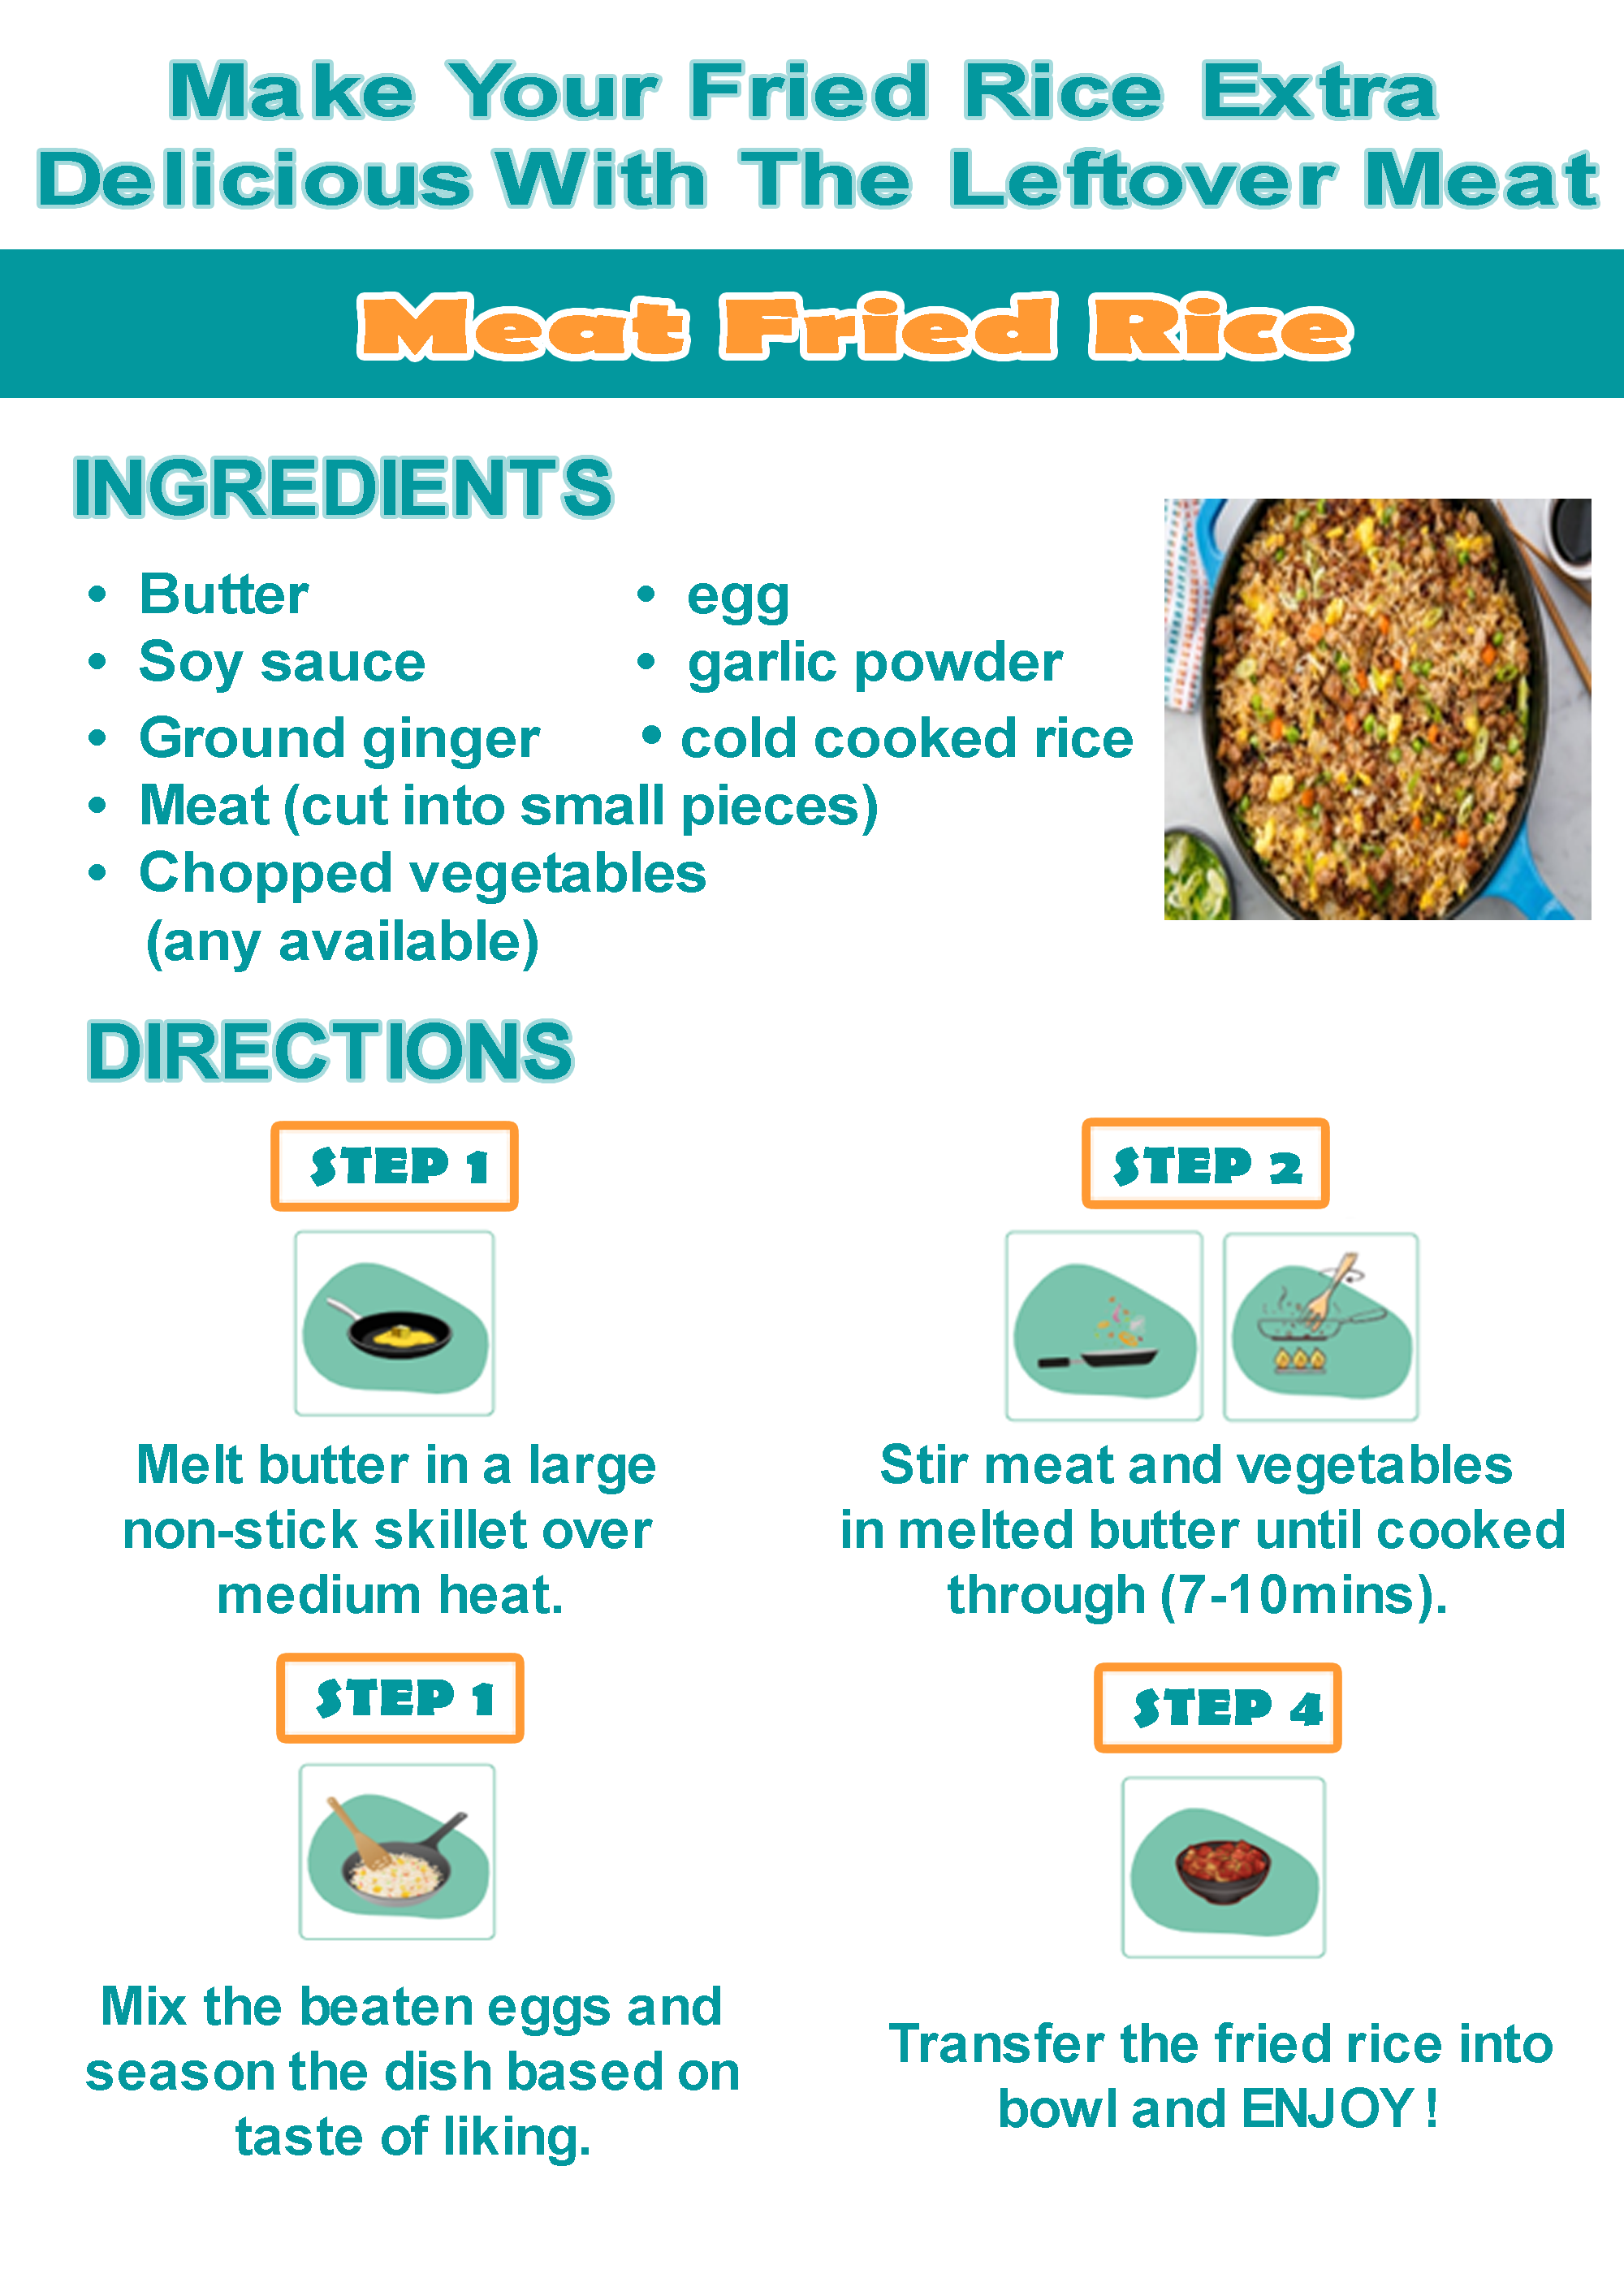 Make Your Fried Rice Extra
Delicious With The Leftover Meat
Meat Fried Rice
INGREDIENTS
• Butter
• Soy sauce
• Ground ginger
• Meat (cut into small pieces)
• Chopped vegetables
(any available)
• egg
• garlic powder
• cold cooked rice
DIRECTIONS
STEP 1
Melt butter in a large
non-stick skillet over
medium heat.
STEP 2
Stir meat and vegetables
in melted butter until cooked
through (7-10mins).
STEP 1
Mix the beaten eggs and
season the dish based on
taste of liking.
STEP 4
Transfer the fried rice into
bowl and ENJOY!